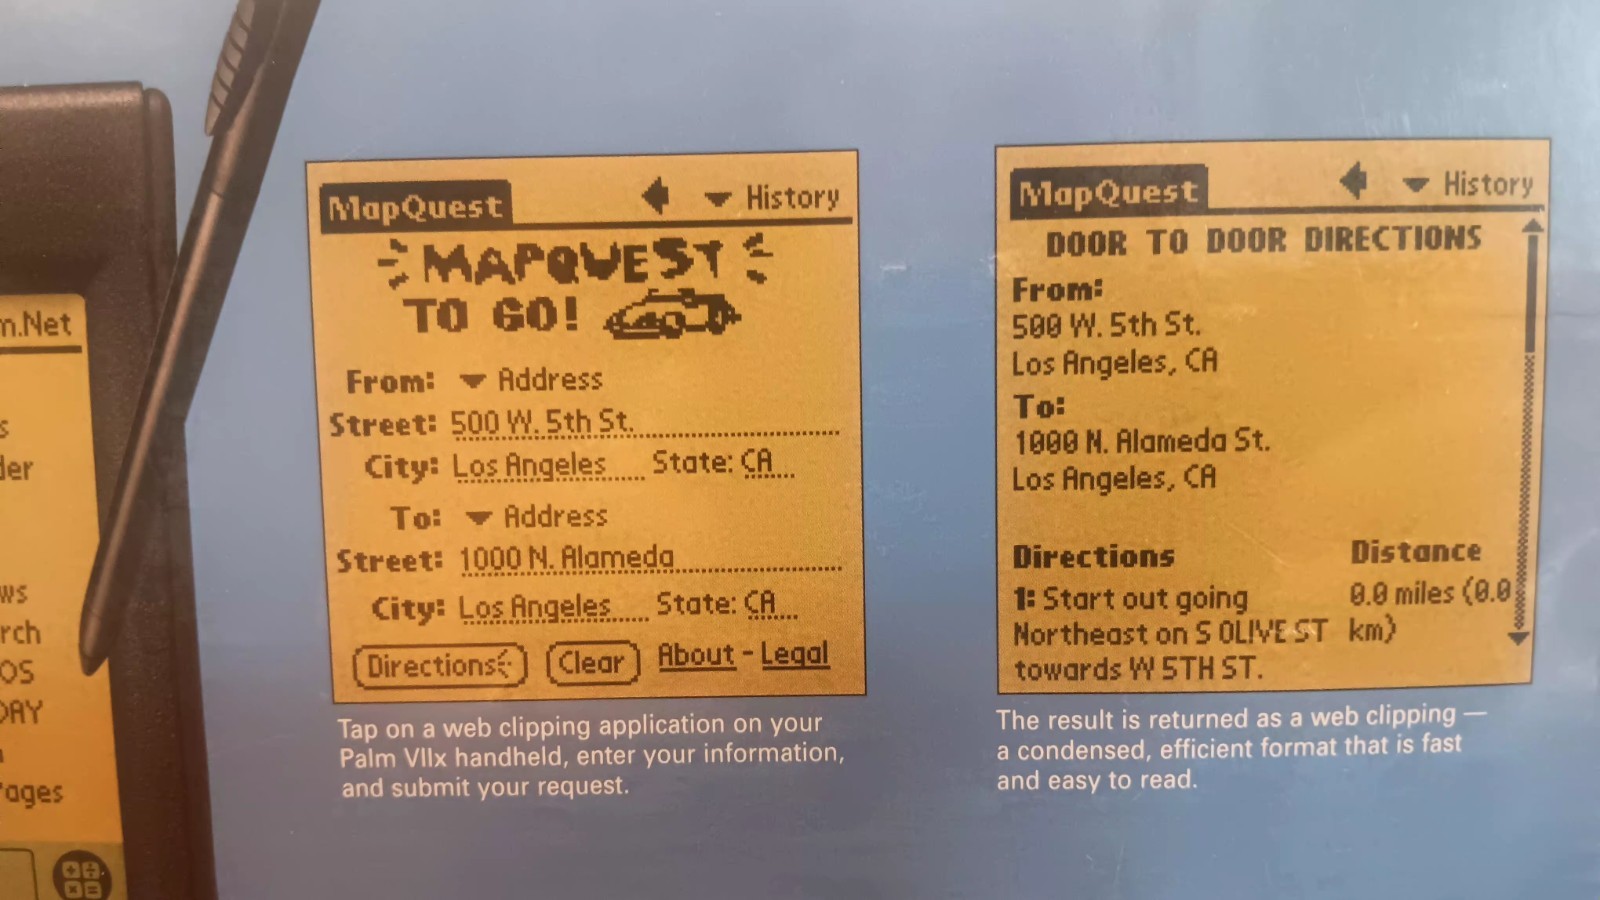 m.Net
s
der
ws
rch
OS
DAY
ages
MapQuest
History
MAPQUEST
TO GO!
From: Address
Street: 500 W. 5th St.
City: Los Angeles State: CA
To: Address
Street: 1000 N. Alameda
City: Los Angeles State: CA
Directions Clear About - Legal
Tap on a web clipping application on your
Palm VIIx handheld, enter your information,
and submit your request.
MapQuest
History
DOOR TO DOOR DIRECTIONS
From:
500 W. 5th St.
Los Angeles, CA
To:
1000 N. Alameda St.
Los Angeles, CA
Directions Distance
1: Start out going 0.0 miles (0.0
Northeast on S OLIVE ST km)
towards W 5TH ST.
The result is returned as a web clipping —
a condensed, efficient format that is fast
and easy to read.